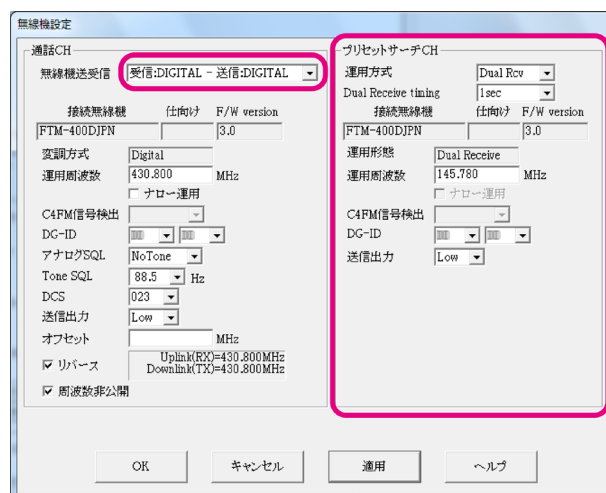 無線機設定
通話CH
無線機送受信 受信:DIGITAL - 送信:DIGITAL
接続無線機 仕向け F/W version
FTM-400DJPN 3.0
変調方式 Digital
運用周波数 430.800 MHz
ナロー運用
C4FM信号検出
DG-ID
アナログSQL NoTone
Tone SQL 88.5 Hz
DCS 023
送信出力 Low
オフセット MHz
リバース Uplink(RX)=430.800MHz
Downlink(TX)=430.800MHz
周波数非公開
プリセットサーチCH
運用方式 Dual Rcv
Dual Receive timing 1sec
接続無線機 仕向け F/W version
FTM-400DJPN 3.0
運用形態 Dual Receive
運用周波数 145.780 MHz
ナロー運用
C4FM信号検出
DG-ID
送信出力 Low
OK キャンセル 適用 ヘルプ